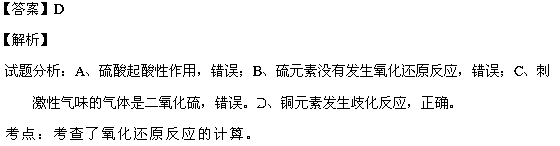 【答案】D
【解析】
试题分析：A、硫酸起酸性作用，错误；B、硫元素没有发生氧化还原反应，错误；C、刺
激性气味的气体是二氧化硫，错误。D、铜元素发生歧化反应，正确。
考点：考查了氧化还原反应的计算。